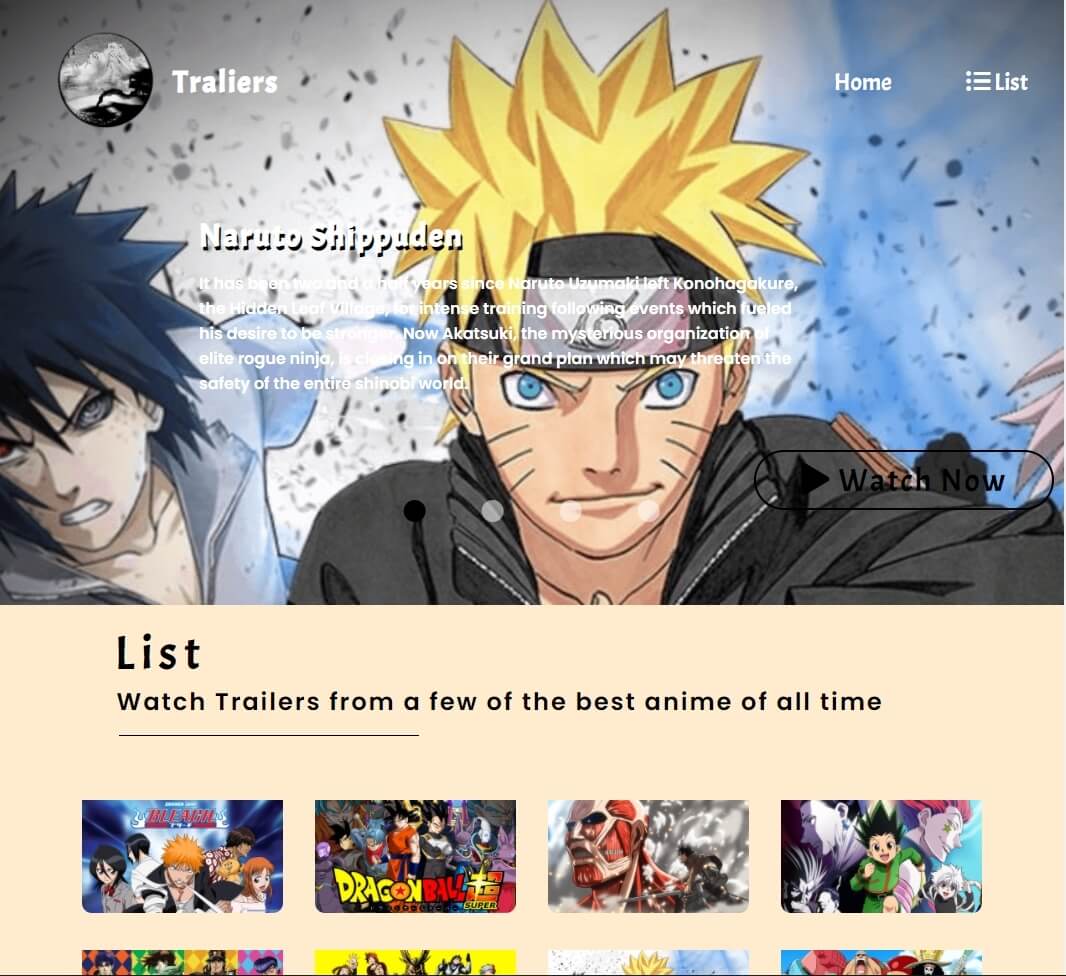 Traliers
Home
List
Naruto Shippuden
It has been two and a half years since Naruto Uzumaki left Konohagakure,
the Hidden Leaf Village, for intense training following events which fueled
his desire to be stronger. Now Akatsuki, the mysterious organization of
elite rogue ninja, is closing in on their grand plan which may threaten the
safety of the entire shinobi world.
Watch Now
List
Watch Trailers from a few of the best anime of all time
BLEACH
DRAGONBALL 超
SUPER